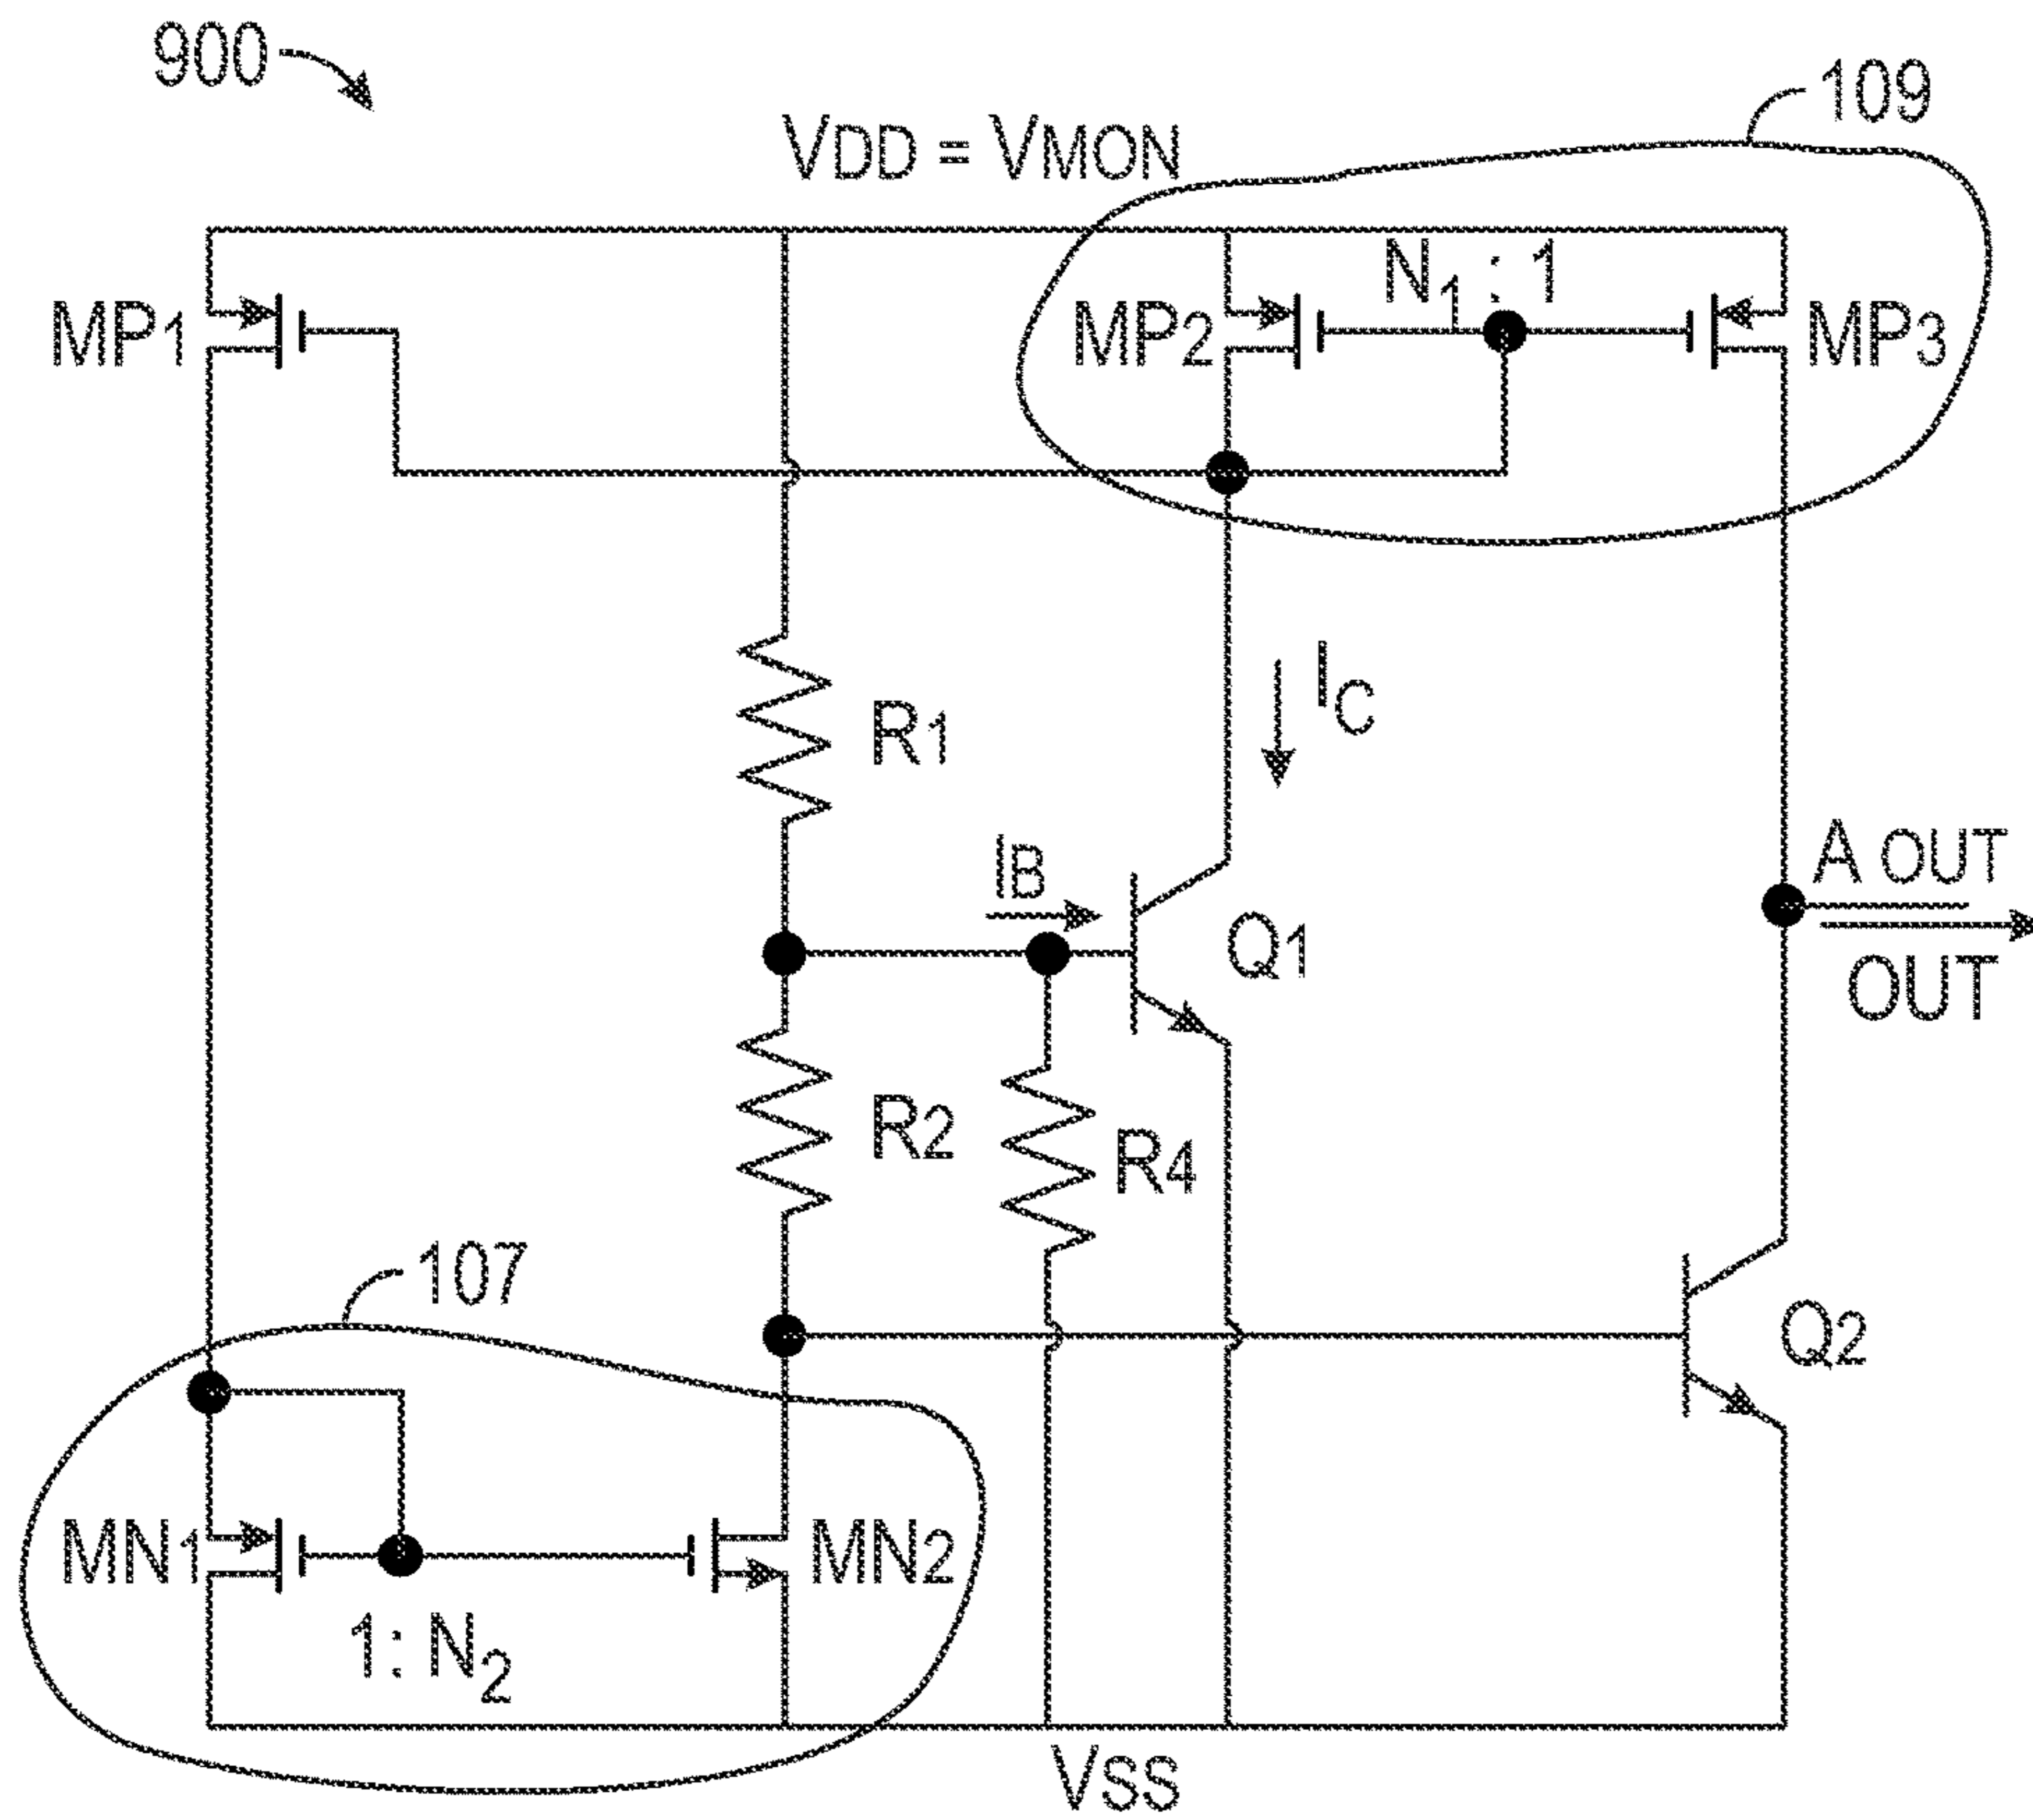 900
109
VDD = VMON
N1 : 1
MP1
MP2
MP3
R1
IC
IB
Q1
A OUT
OUT
R2
R4
107
Q2
MN1
MN2
1: N2
VSS